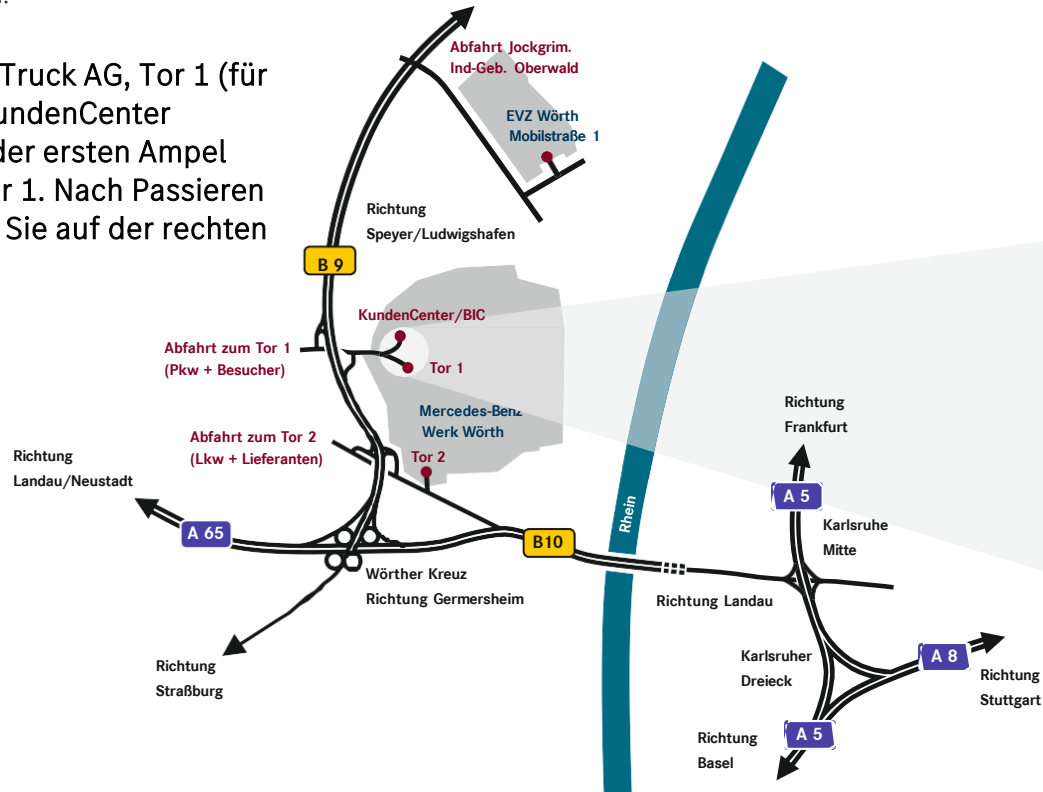 Truck AG, Tor 1 (für
undenCenter
der ersten Ampel
r 1. Nach Passieren
Sie auf der rechten
Abfahrt Jockgrim.
Ind-Geb. Oberwald
EVZ Wörth
Mobilstraße 1
Richtung
Speyer/Ludwigshafen
B 9
KundenCenter/BIC
Abfahrt zum Tor 1
(Pkw + Besucher)
Tor 1
Mercedes-Benz
Werk Wörth
Abfahrt zum Tor 2
(Lkw + Lieferanten)
Tor 2
Richtung
Landau/Neustadt
A 65
B10
Rhein
Wörther Kreuz
Richtung Germersheim
Richtung
Straßburg
Richtung
Frankfurt
A 5
Karlsruhe
Mitte
Richtung Landau
Karlsruher
Dreieck
A 8
Richtung
Stuttgart
A 5
Richtung
Basel